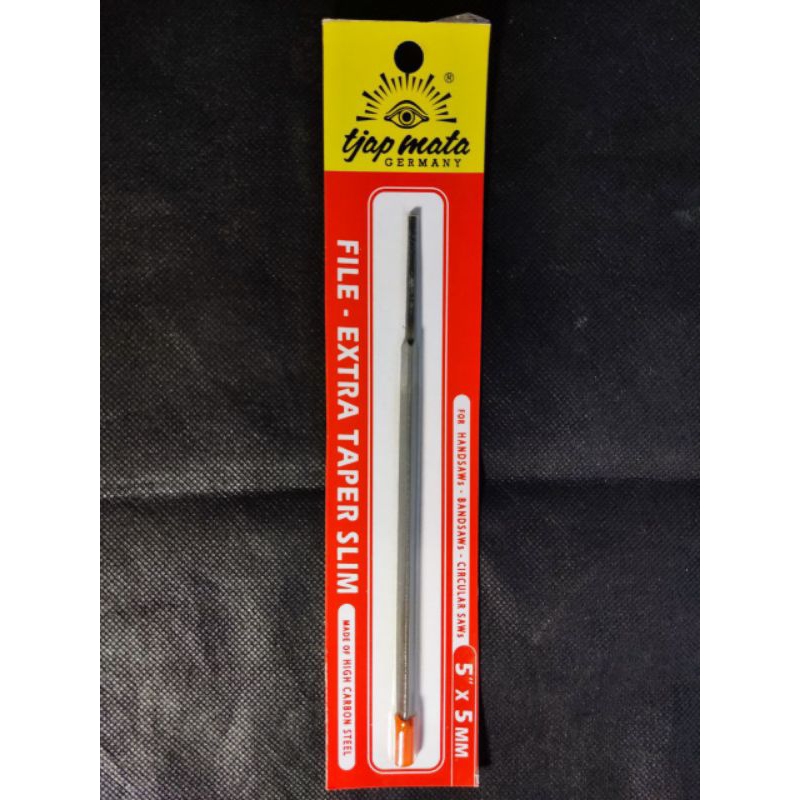 ®
tjap mata
GERMANY
FILE - EXTRA TAPER SLIM
MADE OF HIGH CARBON STEEL
FOR HANDSAWs - BANDSAWs - CIRCULAR SAWs
5" X 5 MM